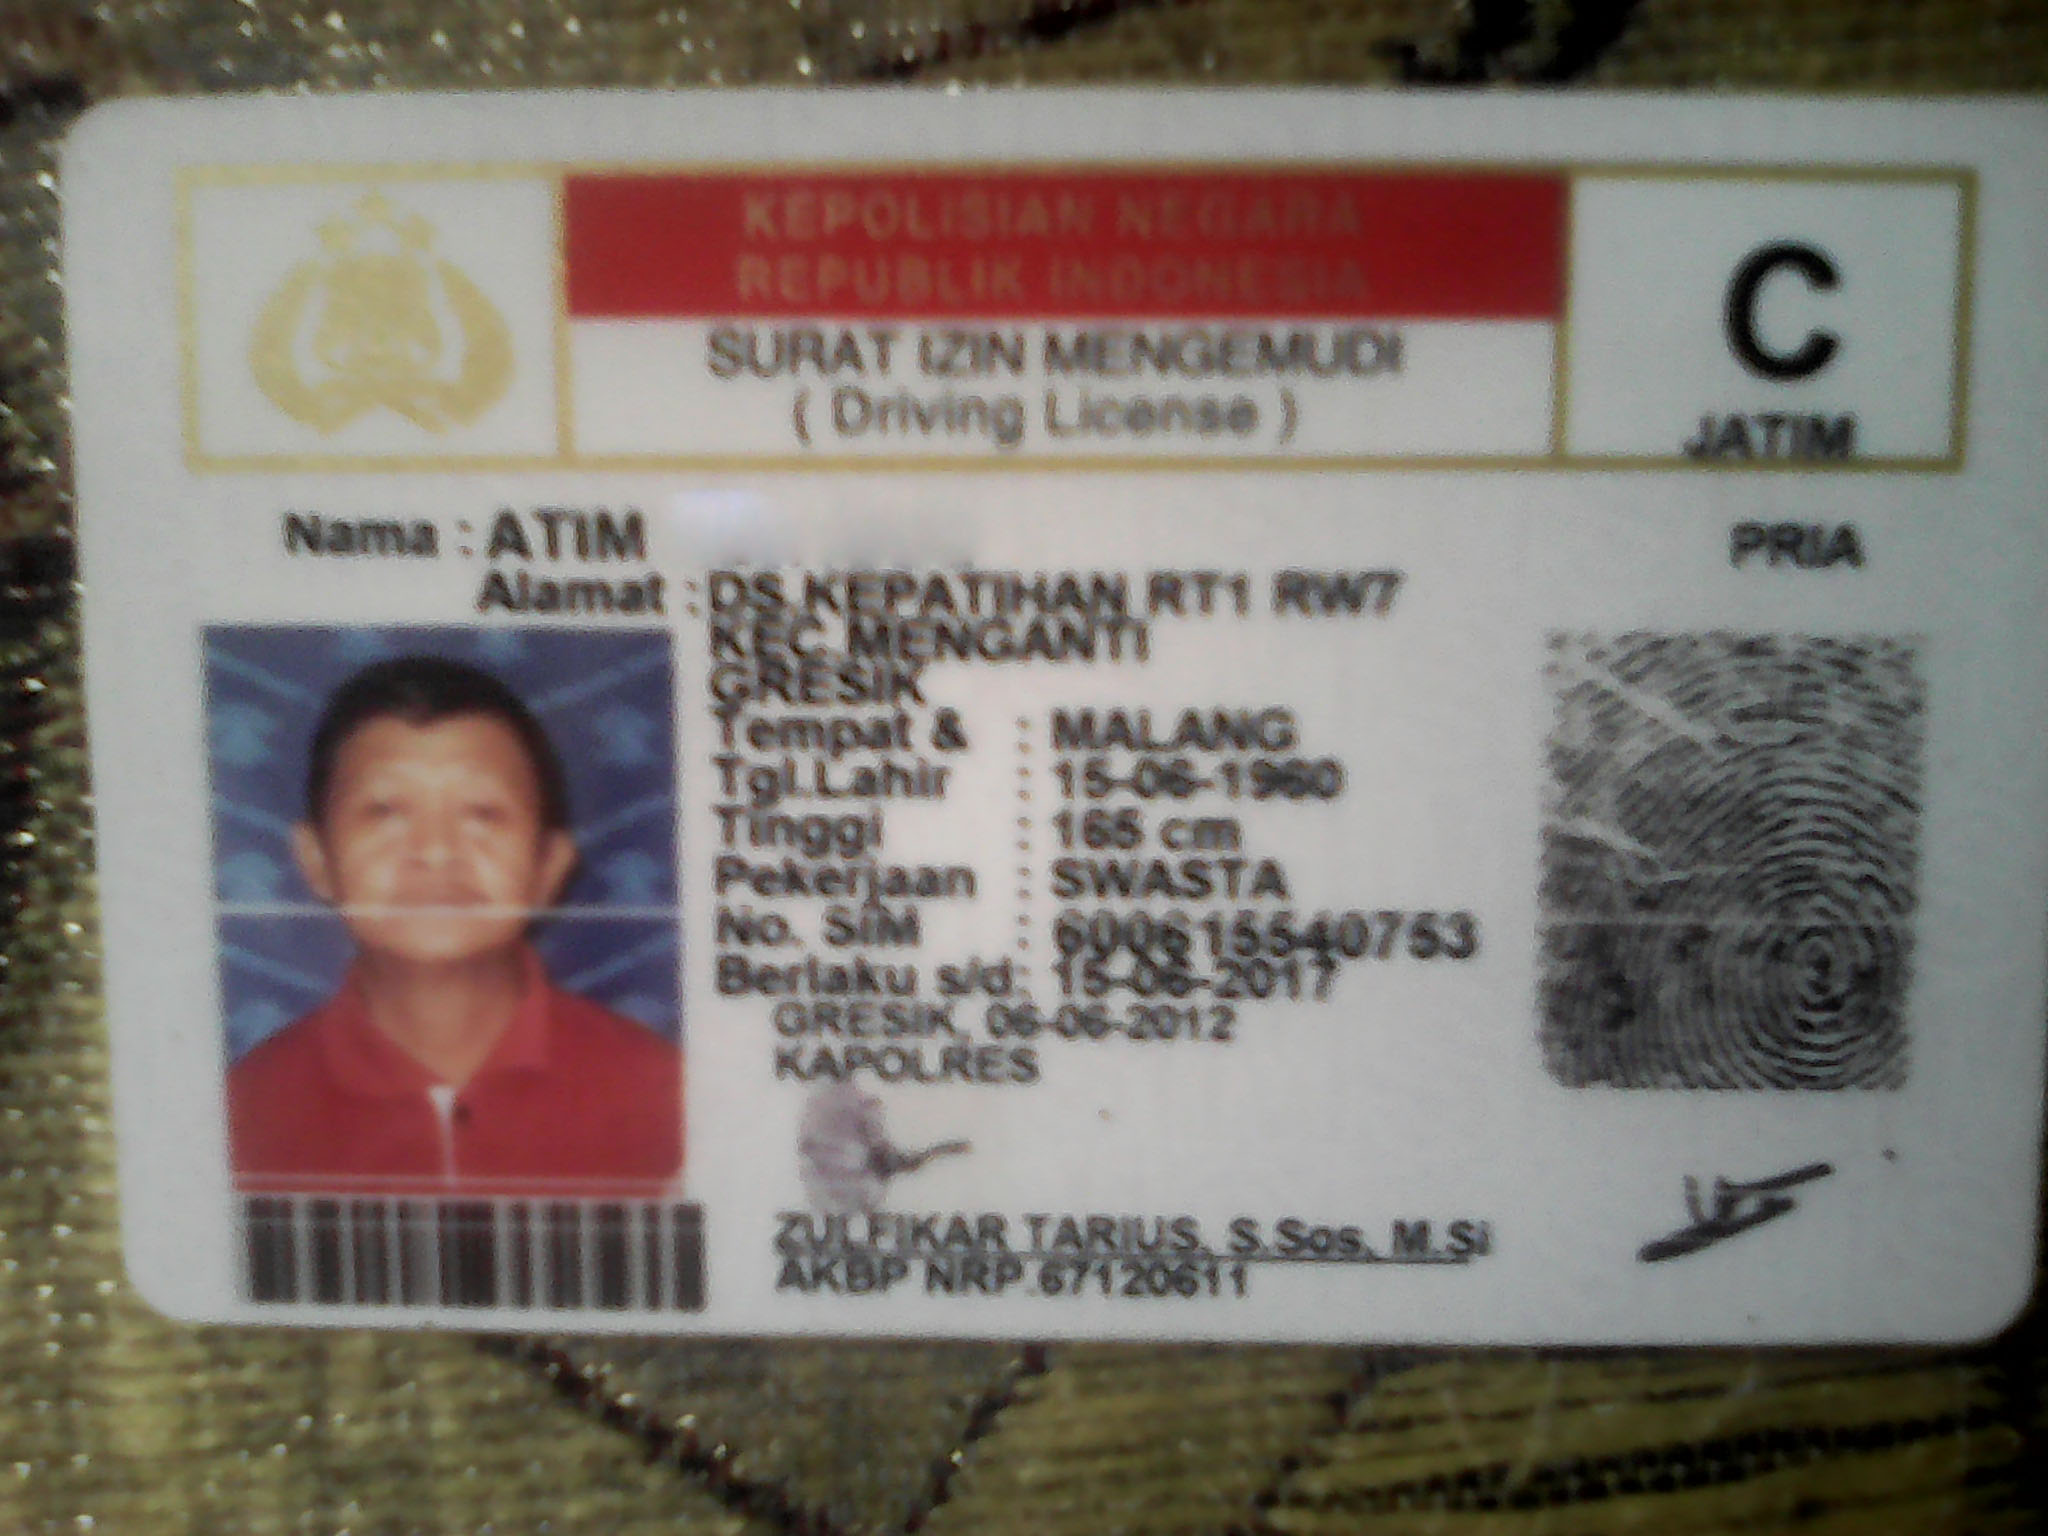 KEPOLISIAN NEGARA
REPUBLIK INDONESIA
SURAT IZIN MENGEMUDI
( Driving License )
C
JATIM
Nama : ATIM
PRIA
Alamat : DS.KEPATIHAN RT1 RW7
KEC.MENGANTI
GRESIK
Tempat & : MALANG
Tgl.Lahir : 15-06-1960
Tinggi : 165 cm
Pekerjaan : SWASTA
No. SIM : 600615540753
Berlaku s/d: 15-06-2017
GRESIK, 06-06-2012
KAPOLRES
ZULFIKAR TARIUS, S.Sos, M.Si
AKBP NRP.67120611